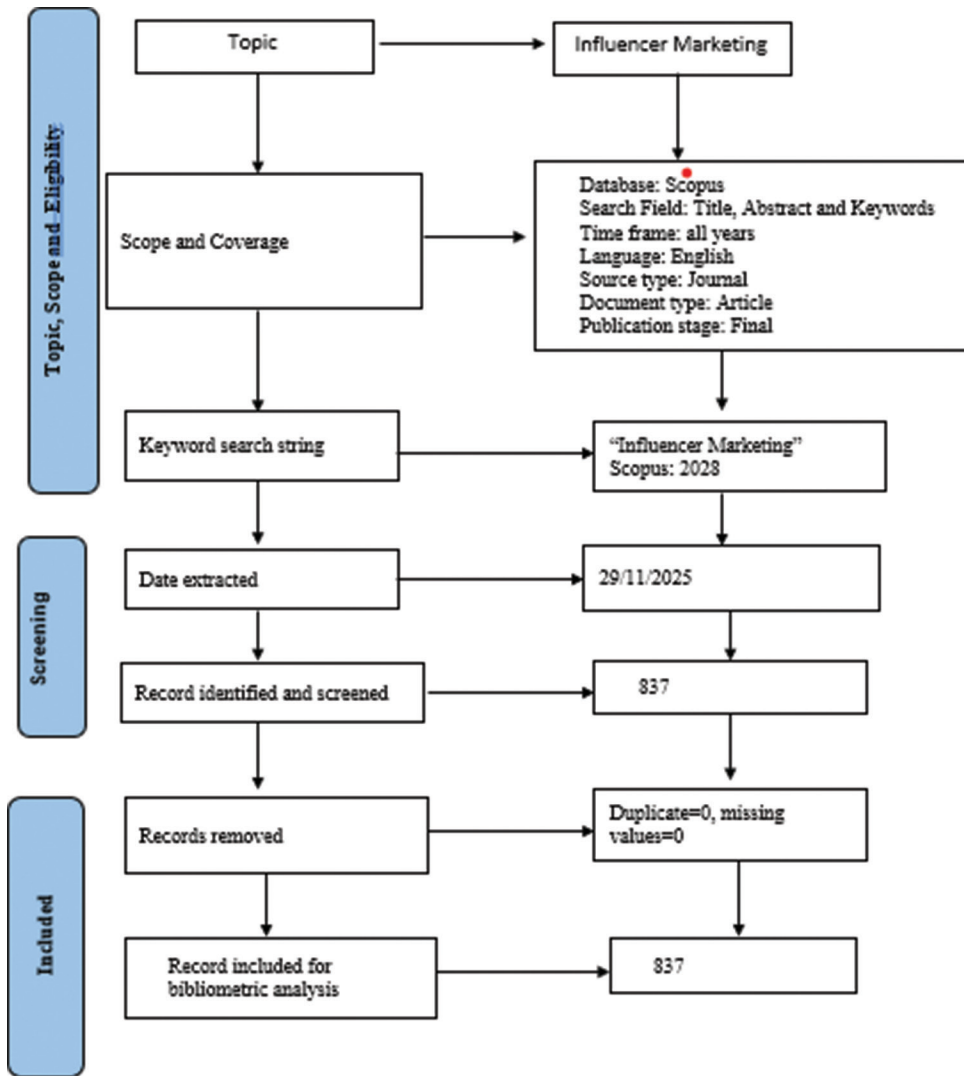 Topic
Influencer Marketing
Topic, Scope and Eligibility
Scope and Coverage
Database: Scopus
Search Field: Title, Abstract and Keywords
Time frame: all years
Language: English
Source type: Journal
Document type: Article
Publication stage: Final
Keyword search string
“Influencer Marketing”
Scopus: 2028
Screening
Date extracted
29/11/2025
Record identified and screened
837
Included
Records removed
Duplicate=0, missing
values=0
Record included for
bibliometric analysis
837